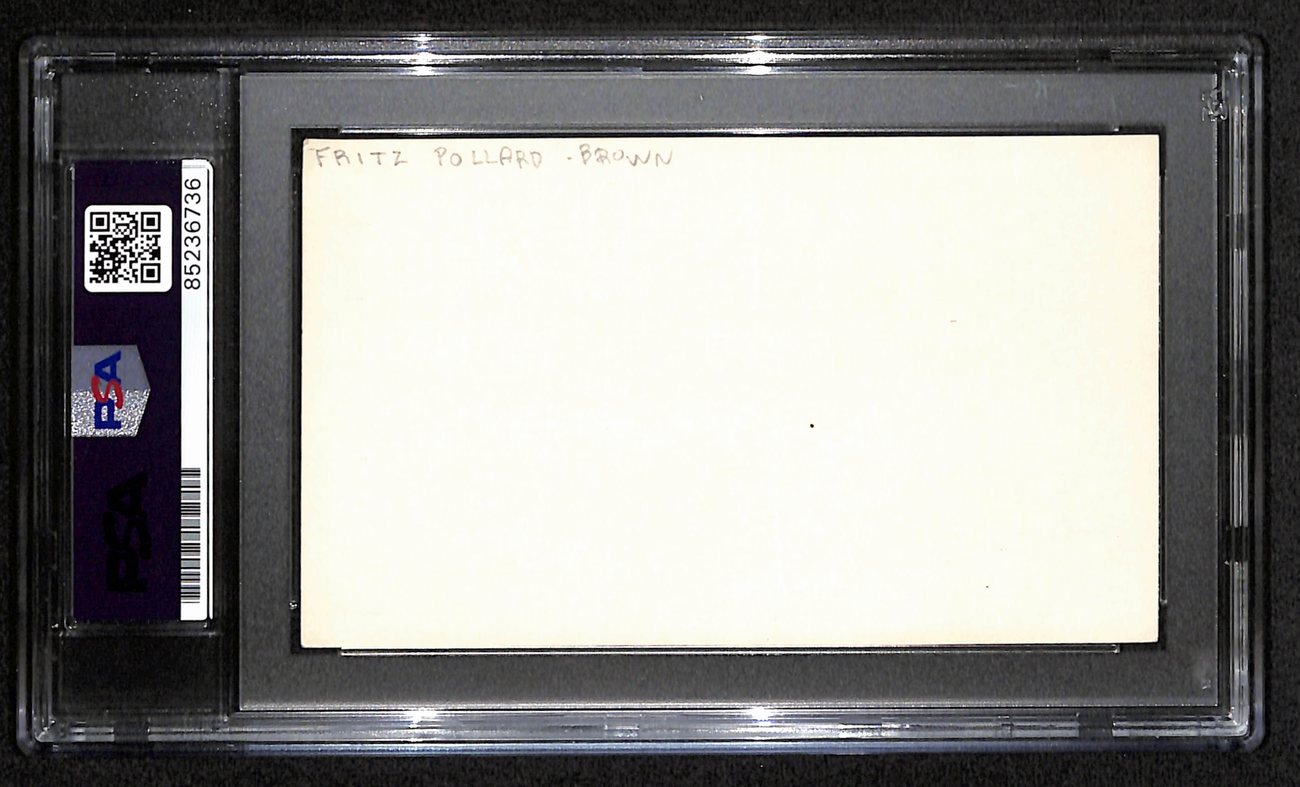 FRITZ POLLARD - BROWN
85236736
PSA
PSA